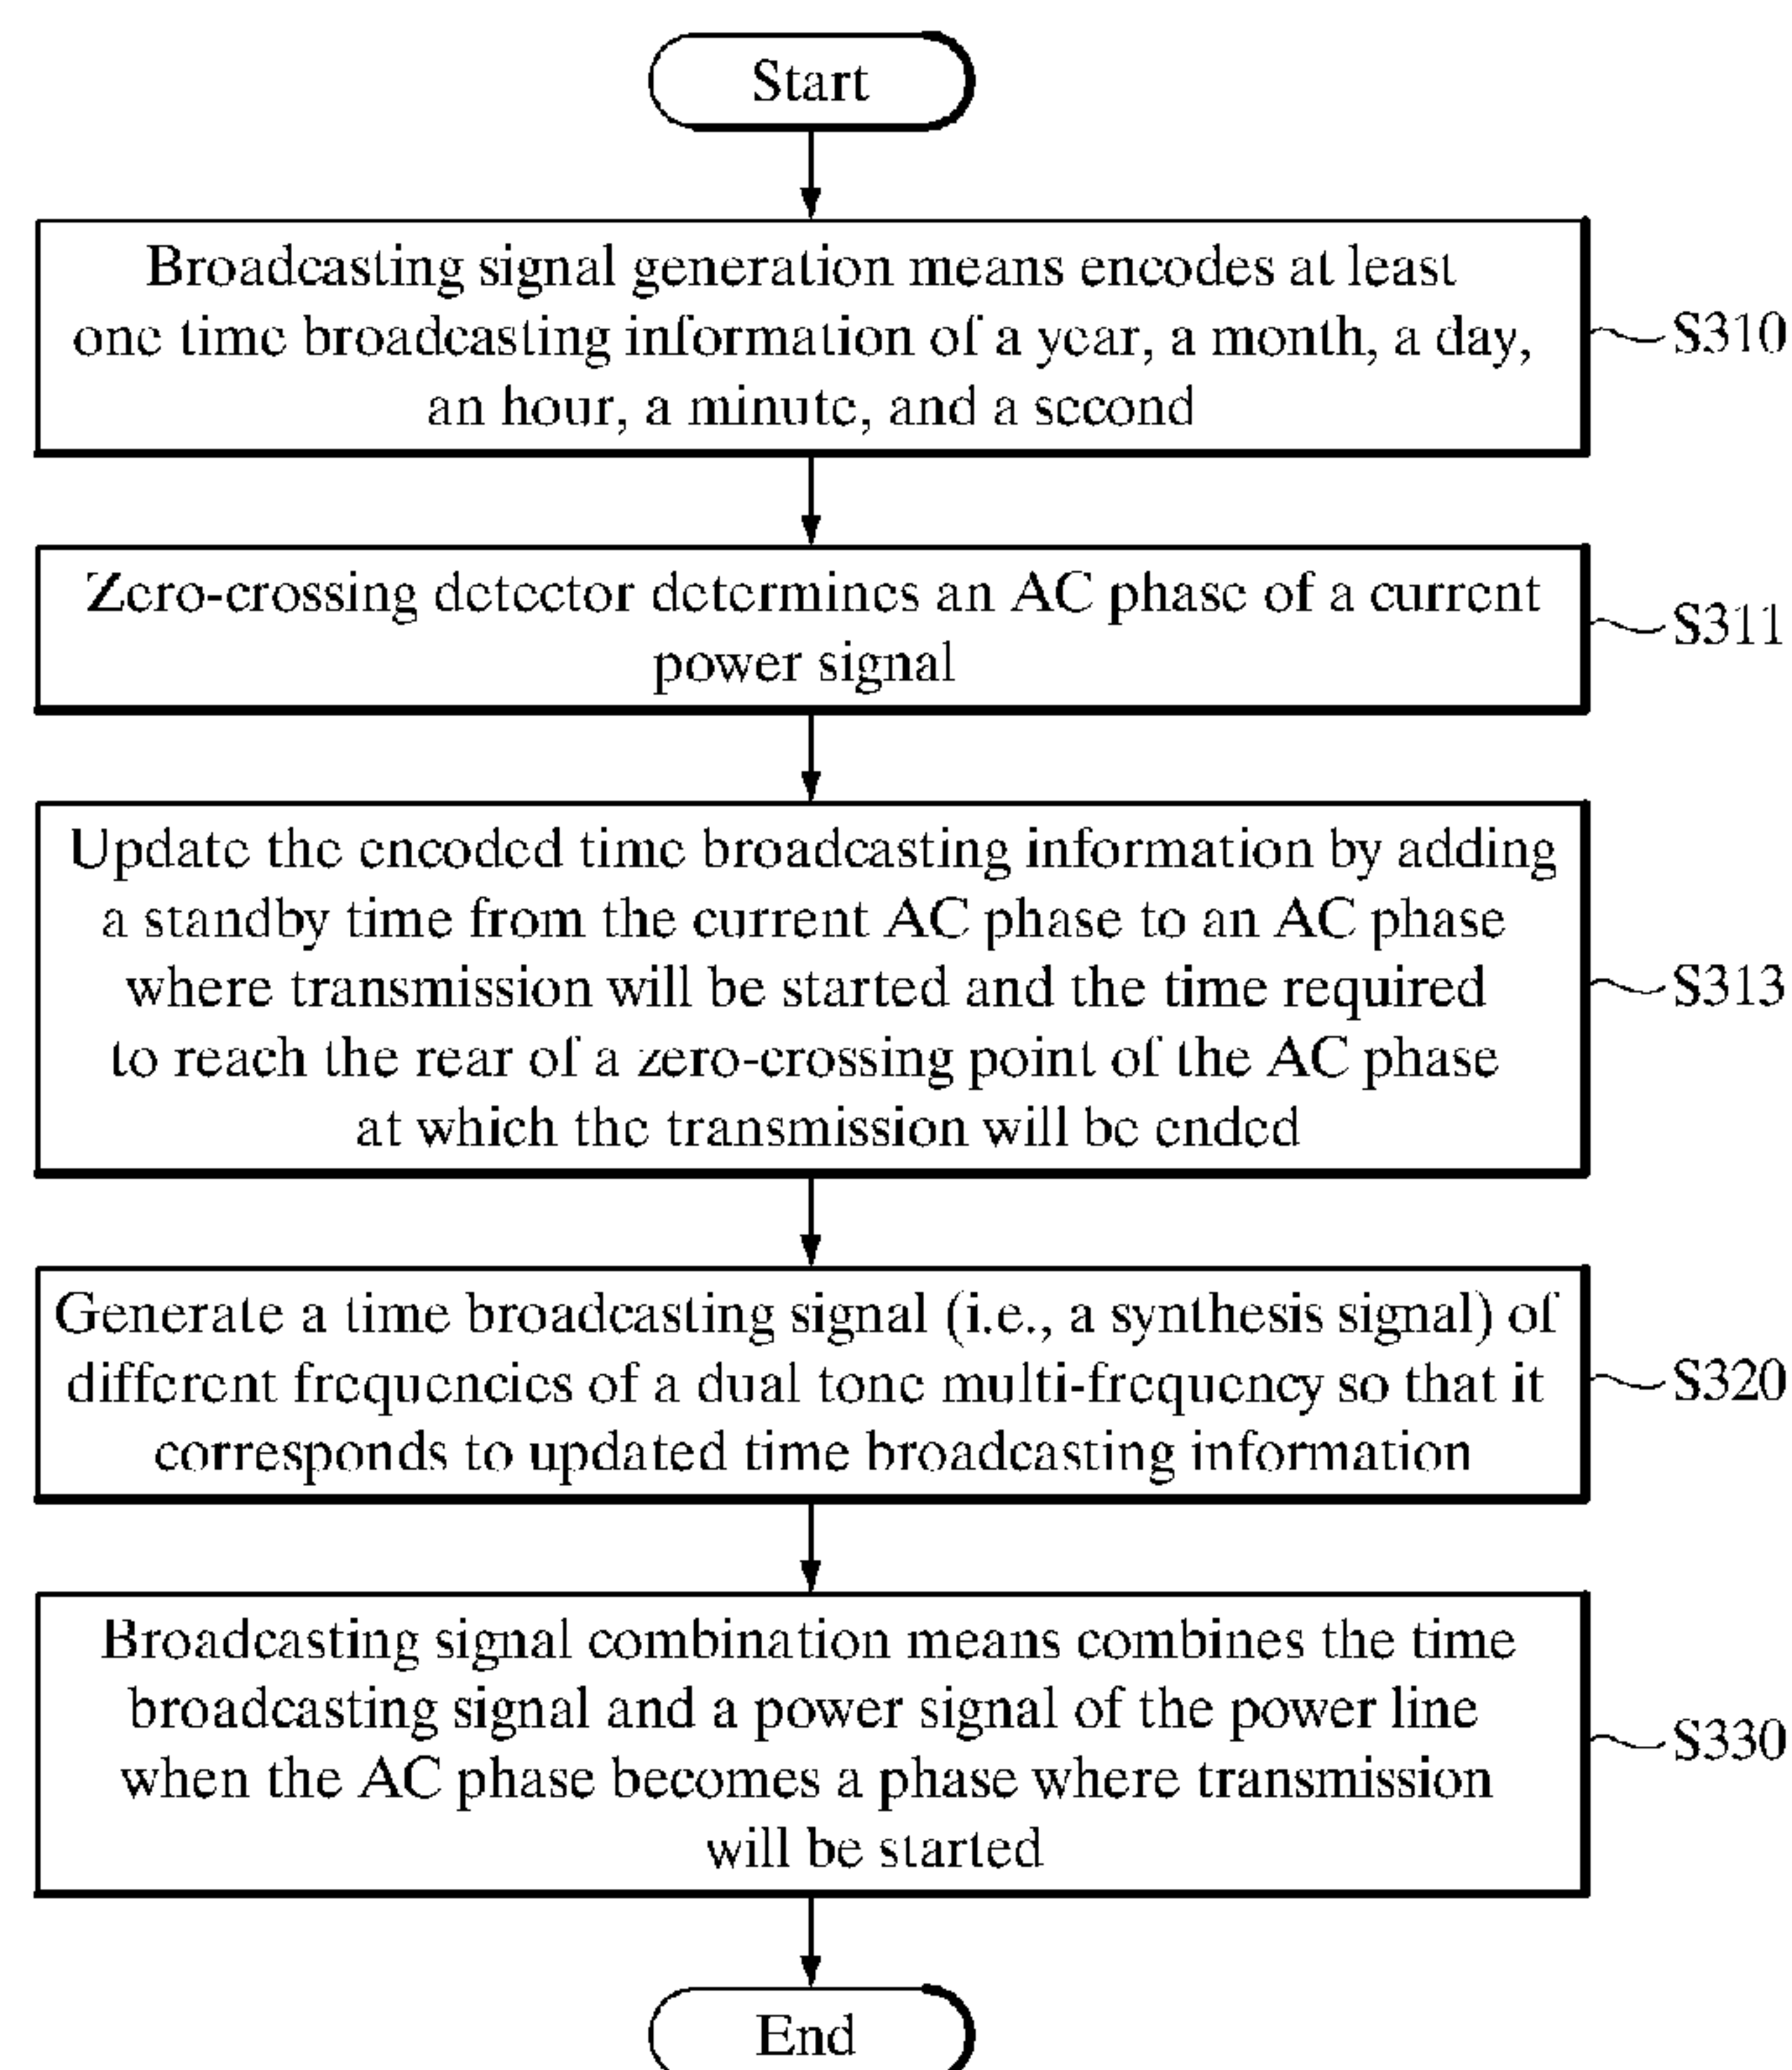 Start
Broadcasting signal generation means encodes at least
one time broadcasting information of a year, a month, a day,
an hour, a minute, and a second
S310
Zero-crossing detector determines an AC phase of a current
power signal
S311
Update the encoded time broadcasting information by adding
a standby time from the current AC phase to an AC phase
where transmission will be started and the time required
to reach the rear of a zero-crossing point of the AC phase
at which the transmission will be ended
S313
Generate a time broadcasting signal (i.e., a synthesis signal) of
different frequencies of a dual tone multi-frequency so that it
corresponds to updated time broadcasting information
S320
Broadcasting signal combination means combines the time
broadcasting signal and a power signal of the power line
when the AC phase becomes a phase where transmission
will be started
S330
End